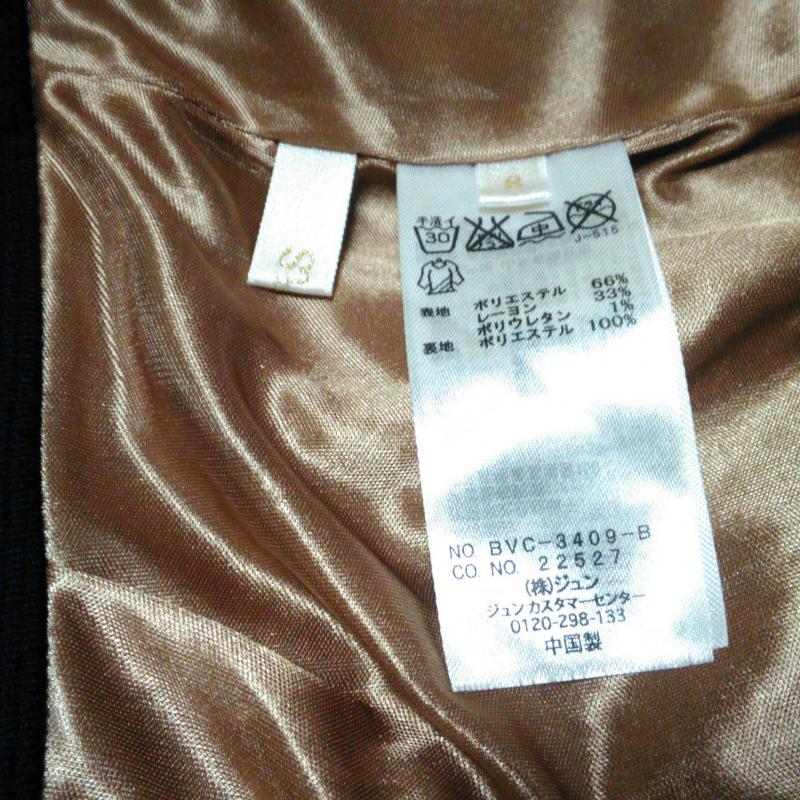 手洗イ
30
中
J-515
表地 ポリエステル 66%
レーヨン 33%
ポリウレタン 1%
裏地 ポリエステル 100%
NO. BVC-3409-B
CO. NO. 22527
(株)ジュン
ジュンカスタマーセンター
0120-298-133
中国製